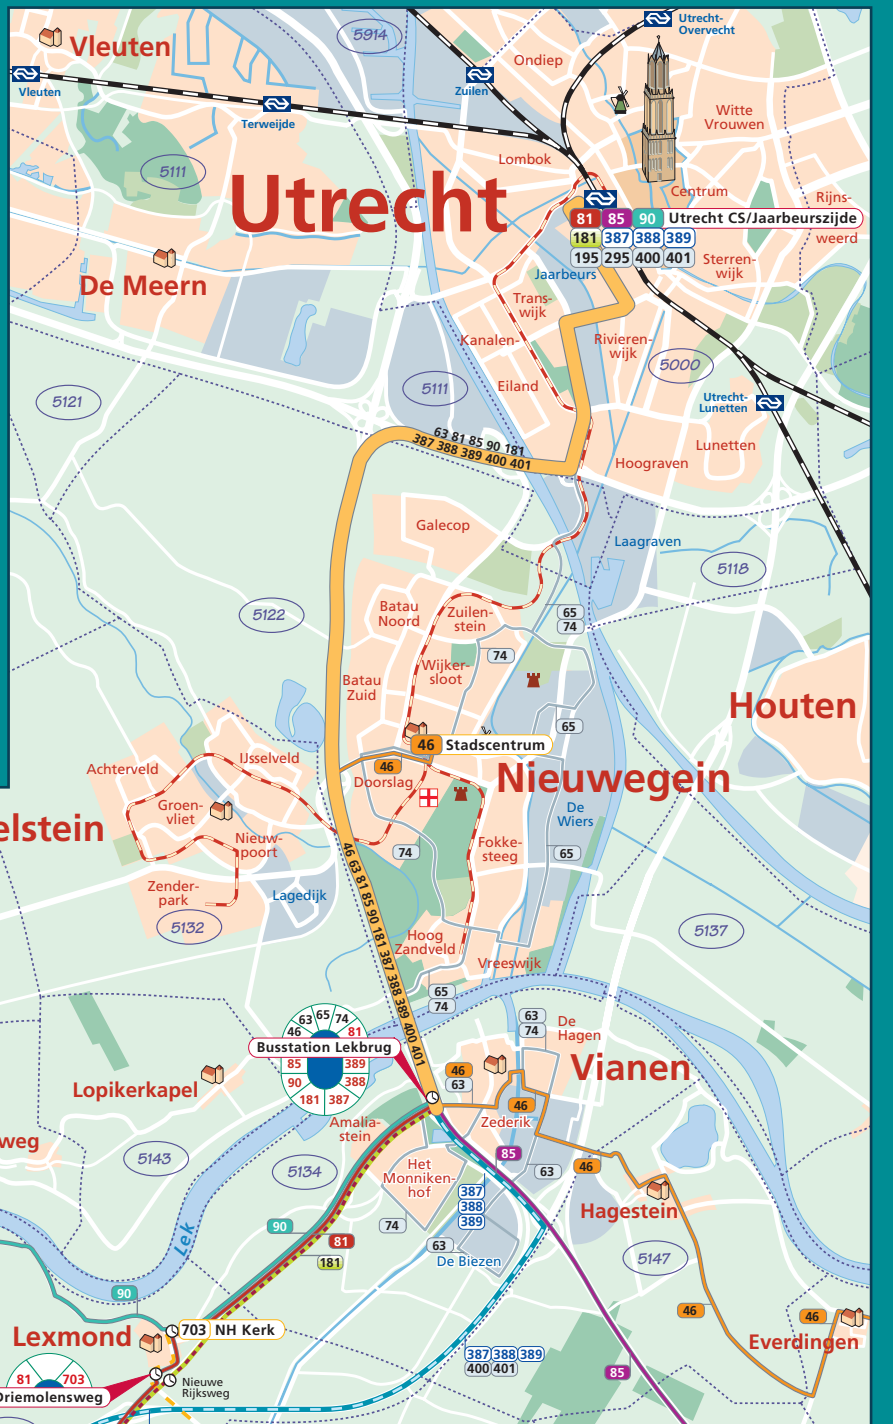 Vleuten
Vleuten
Terweijde
5914
Zuilen
Ondiep
Utrecht-
Overvecht
Witte
Vrouwen
Lombok
5111
Utrecht
Centrum
Rijns-
weerd
81 85 90 Utrecht CS/Jaarbeurszijde
181 387 388 389
195 295 400 401
De Meern
Jaarbeurs
Sterren-
wijk
Trans-
wijk
Kanalen-
Eiland
Rivieren-
wijk
5000
5121
5111
Utrecht-
Lunetten
Lunetten
63 81 85 90 181
387 388 389 400 401
Hoograven
Galecop
Laagraven
5118
5122
Batau
Noord
Zuilen-
stein
65
74
74
Wijker-
sloot
Batau
Zuid
Houten
65
46 Stadscentrum
46
Doorslag
Nieuwegein
IJsselveld
Achterveld
Groen-
vliet
De
Wiers
elstein
Nieuw-
poort
74
Fokke-
steeg
65
Zender-
park
Lagedijk
5132
46 63 81 85 90 181 387 388 389 400 401
5137
Hoog
Zandveld
Vreeswijk
65
74
63
74
De
Hagen
46
63
65
74
81
Busstation Lekbrug
85
389
90
388
181
387
46
63
Vianen
Lopikerkapel
46
Amalia-
stein
Zederik
weg
5143
5134
85
Het
Monniken-
hof
63
46
387
388
389
Hagestein
74
90
81
181
63
De Biezen
5147
Lek
90
46
46
703 NH Kerk
Lexmond
Everdingen
387 388 389
400 401
85
81
703
Nieuwe
Rijksweg
Driemolensweg